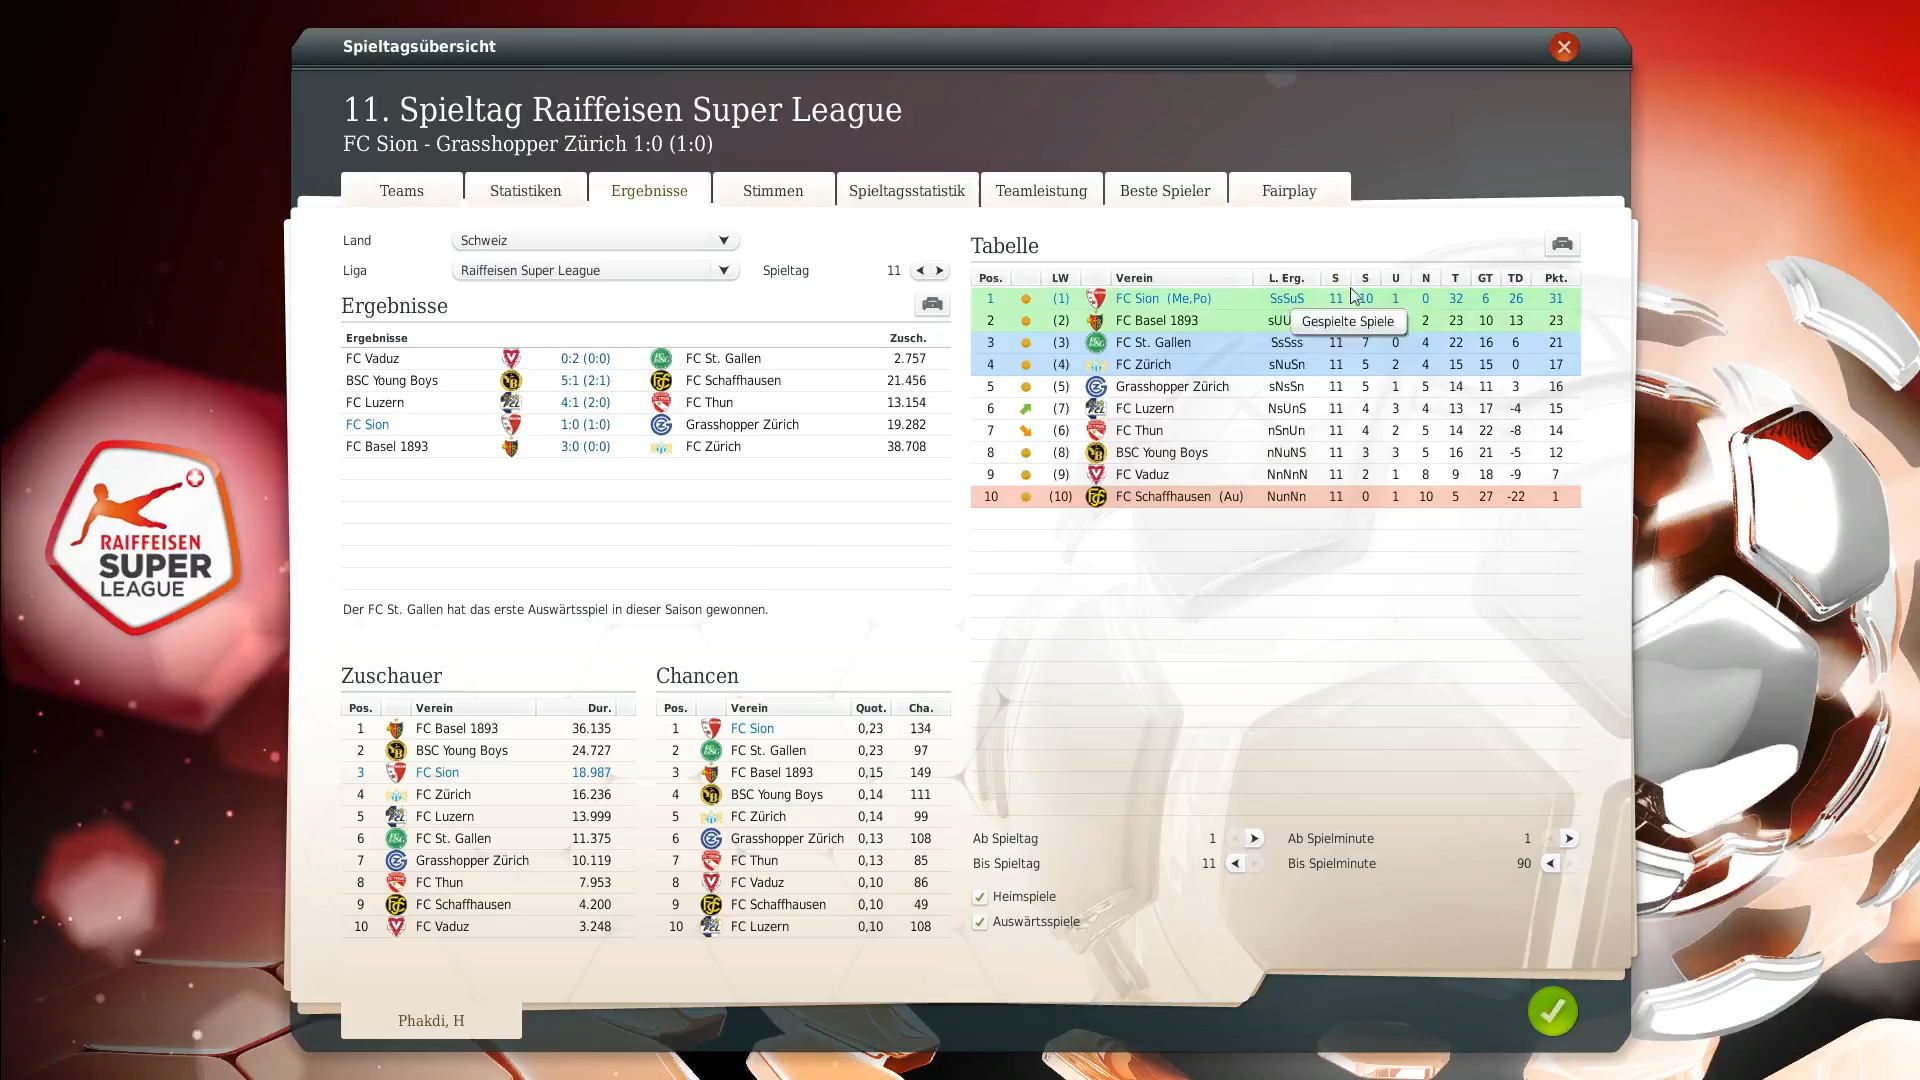 Spieltagsübersicht
11. Spieltag Raiffeisen Super League
FC Sion - Grasshopper Zürich 1:0 (1:0)
Teams Statistiken Ergebnisse Stimmen Spieltagsstatistik Teamleistung Beste Spieler Fairplay
Land Schweiz
Liga Raiffeisen Super League Spieltag 11
Ergebnisse
Ergebnisse Zusch.
FC Vaduz 0:2 (0:0) FC St. Gallen 2.757
BSC Young Boys 5:1 (2:1) FC Schaffhausen 21.456
FC Luzern 4:1 (2:0) FC Thun 13.154
FC Sion 1:0 (1:0) Grasshopper Zürich 19.282
FC Basel 1893 3:0 (0:0) FC Zürich 38.708
Der FC St. Gallen hat das erste Auswärtsspiel in dieser Saison gewonnen.
Zuschauer
Pos. Verein Dur.
1 FC Basel 1893 36.135
2 BSC Young Boys 24.727
3 FC Sion 18.987
4 FC Zürich 16.236
5 FC Luzern 13.999
6 FC St. Gallen 11.375
7 Grasshopper Zürich 10.119
8 FC Thun 7.953
9 FC Schaffhausen 4.200
10 FC Vaduz 3.248
Chancen
Pos. Verein Quot. Cha.
1 FC Sion 0,23 134
2 FC St. Gallen 0,23 97
3 FC Basel 1893 0,15 149
4 BSC Young Boys 0,14 111
5 FC Zürich 0,14 99
6 Grasshopper Zürich 0,13 108
7 FC Thun 0,13 85
8 FC Vaduz 0,10 86
9 FC Schaffhausen 0,10 49
10 FC Luzern 0,10 108
Tabelle
Pos. LW Verein L. Erg. S S U N T GT TD Pkt.
1 (1) FC Sion (Me,Po) SsSuS 11 10 1 0 32 6 26 31
2 (2) FC Basel 1893 sUU 2 23 10 13 23
Gespielte Spiele
3 (3) FC St. Gallen SsSss 11 7 0 4 22 16 6 21
4 (4) FC Zürich sNuSn 11 5 2 4 15 15 0 17
5 (5) Grasshopper Zürich sNsSn 11 5 1 5 14 11 3 16
6 (7) FC Luzern NsUnS 11 4 3 4 13 17 -4 15
7 (6) FC Thun nSnUn 11 4 2 5 14 22 -8 14
8 (8) BSC Young Boys nNuNS 11 3 3 5 16 21 -5 12
9 (9) FC Vaduz NnNnN 11 2 1 8 9 18 -9 7
10 (10) FC Schaffhausen (Au) NunNn 11 0 1 10 5 27 -22 1
Ab Spieltag 1 Ab Spielminute 1
Bis Spieltag 11 Bis Spielminute 90
Heimspiele
Auswärtsspiele
Phakdi, H
RAIFFEISEN
SUPER
LEAGUE